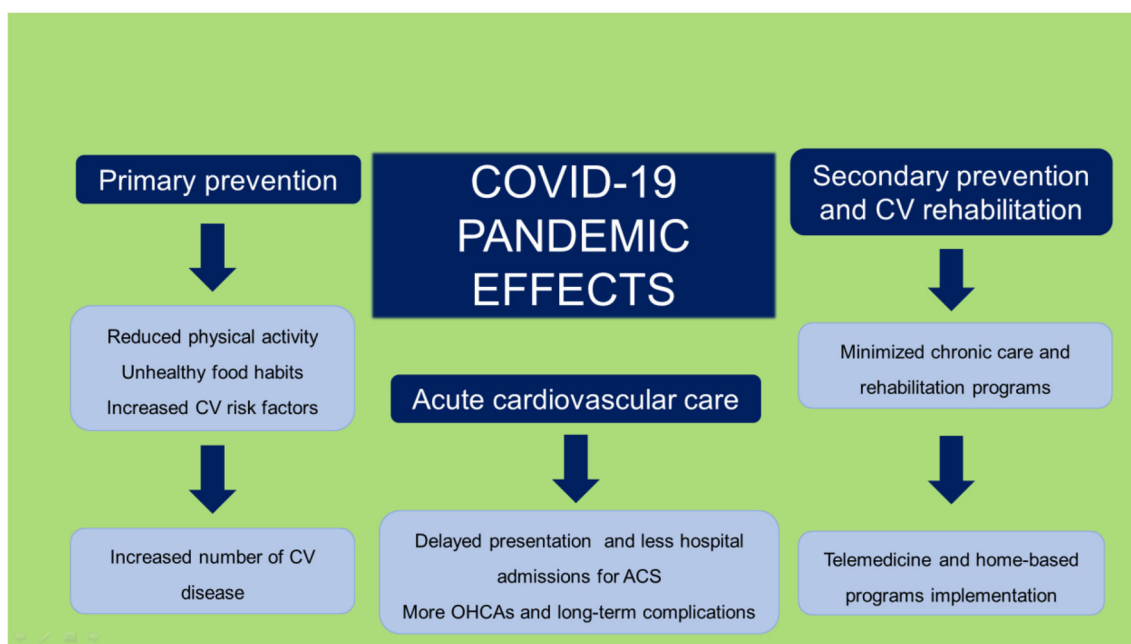 Primary prevention
Reduced physical activity
Unhealthy food habits
Increased CV risk factors
Increased number of CV
disease
COVID-19
PANDEMIC
EFFECTS
Acute cardiovascular care
Delayed presentation and less hospital
admissions for ACS
More OHCAs and long-term complications
Secondary prevention
and CV rehabilitation
Minimized chronic care and
rehabilitation programs
Telemedicine and home-based
programs implementation